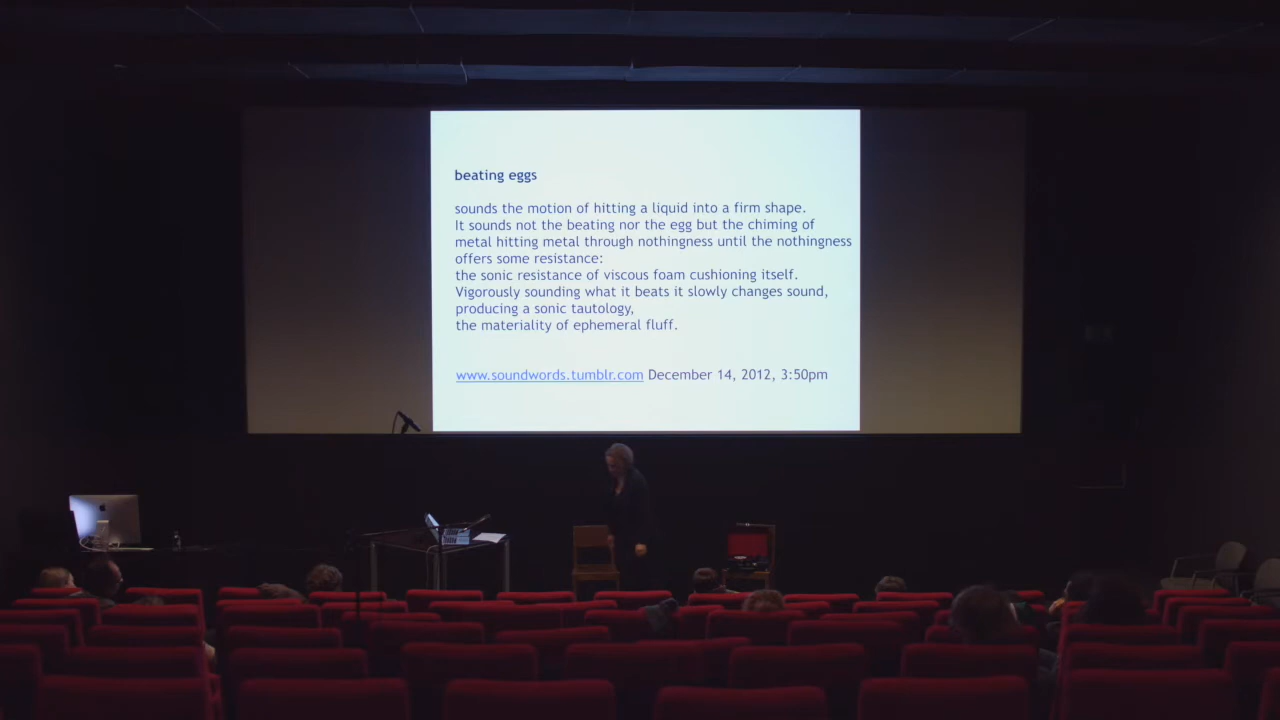 beating eggs
sounds the motion of hitting a liquid into a firm shape.
It sounds not the beating nor the egg but the chiming of
metal hitting metal through nothingness until the nothingness
offers some resistance:
the sonic resistance of viscous foam cushioning itself.
Vigorously sounding what it beats it slowly changes sound,
producing a sonic tautology,
the materiality of ephemeral fluff.
www.soundwords.tumblr.com December 14, 2012, 3:50pm